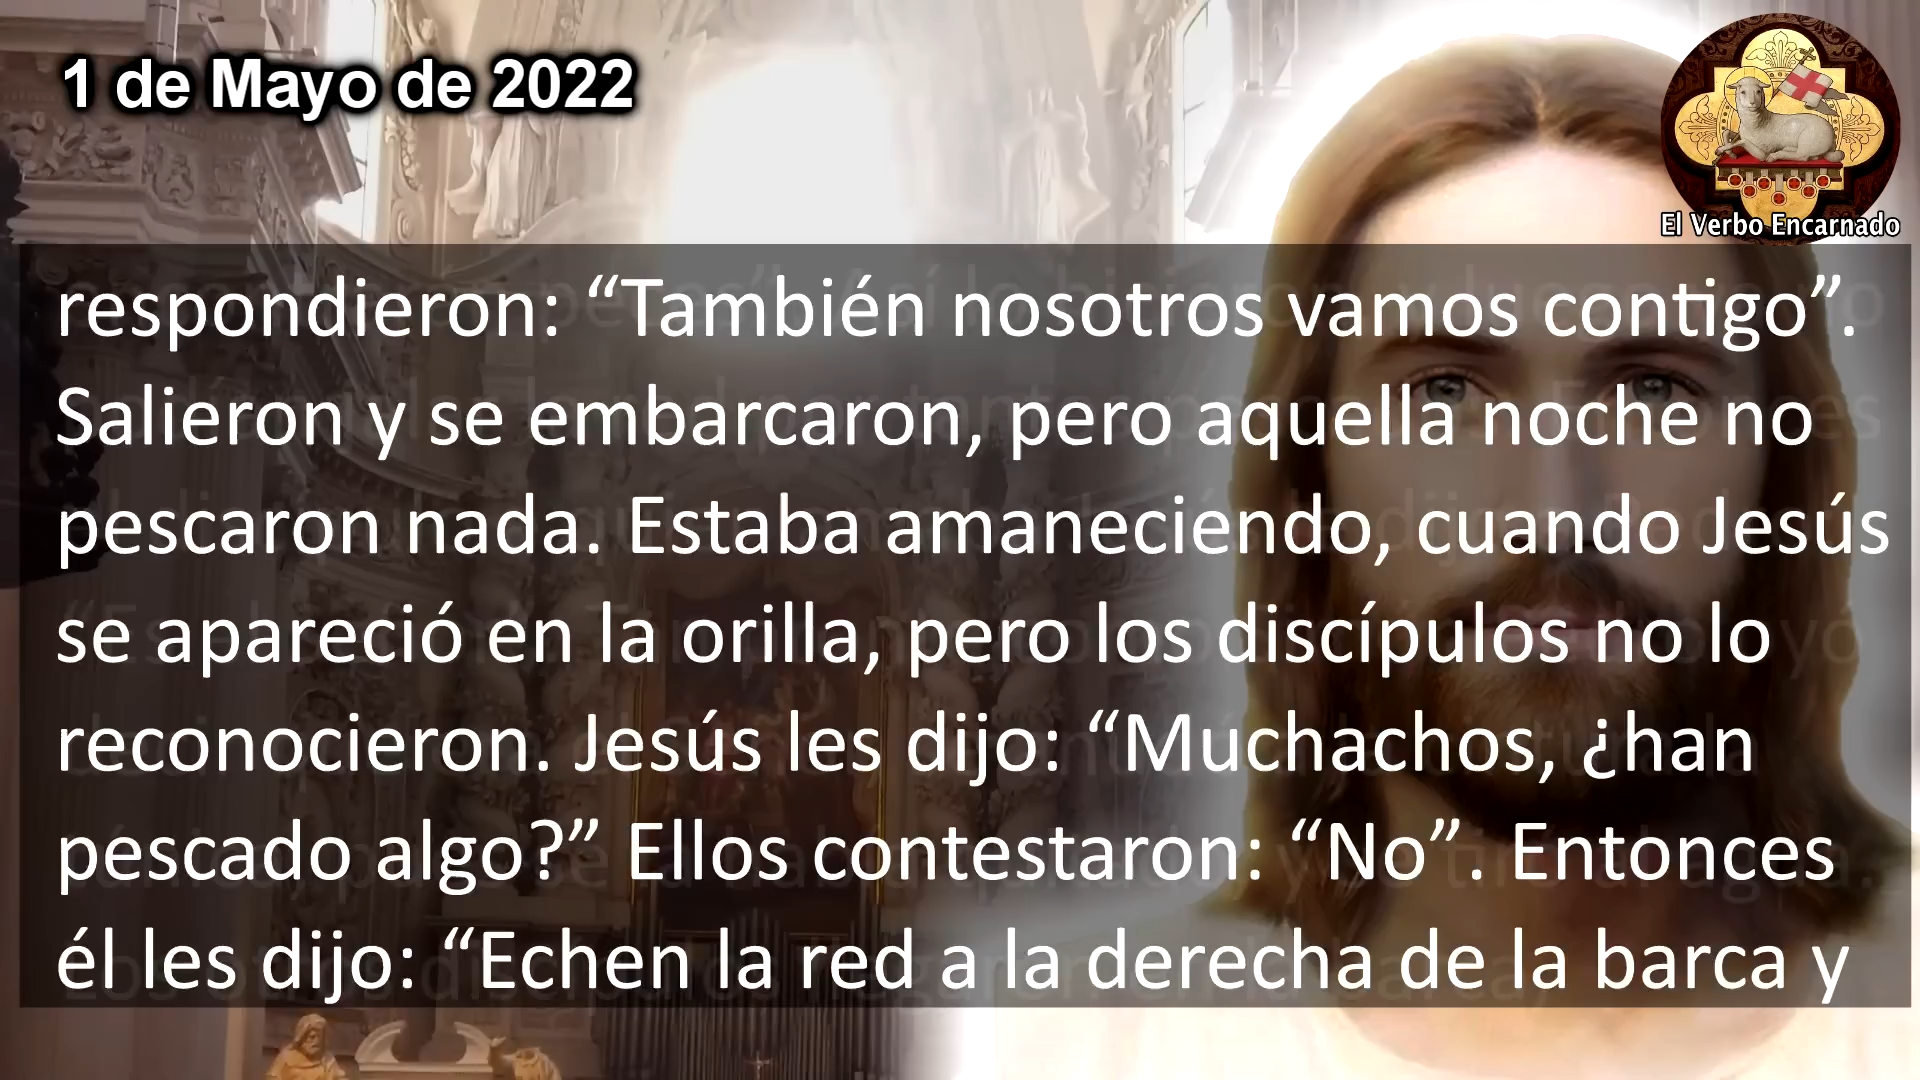 1 de Mayo de 2022
El Verbo Encarnado
respondieron: “También nosotros vamos contigo”.
Salieron y se embarcaron, pero aquella noche no
pescaron nada. Estaba amaneciendo, cuando Jesús
se apareció en la orilla, pero los discípulos no lo
reconocieron. Jesús les dijo: “Muchachos, ¿han
pescado algo?” Ellos contestaron: “No”. Entonces
él les dijo: “Echen la red a la derecha de la barca y